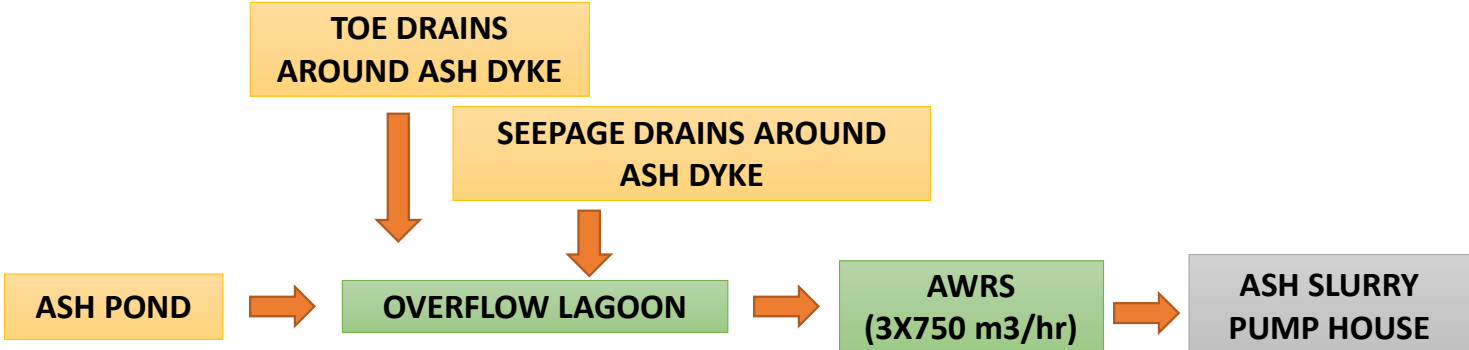 TOE DRAINS
AROUND ASH DYKE
SEEPAGE DRAINS AROUND
ASH DYKE
ASH POND
OVERFLOW LAGOON
AWRS
(3X750 m3/hr)
ASH SLURRY
PUMP HOUSE